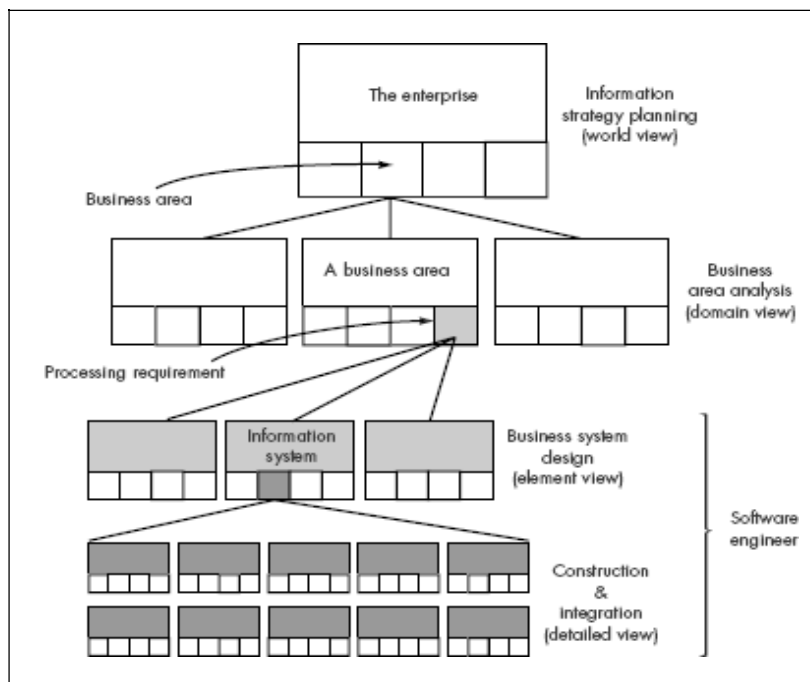 The enterprise
Information
strategy planning
(world view)
Business area
A business area
Business
area analysis
(domain view)
Processing requirement
Information
system
Business system
design
(element view)
Software
engineer
Construction
&
integration
(detailed view)